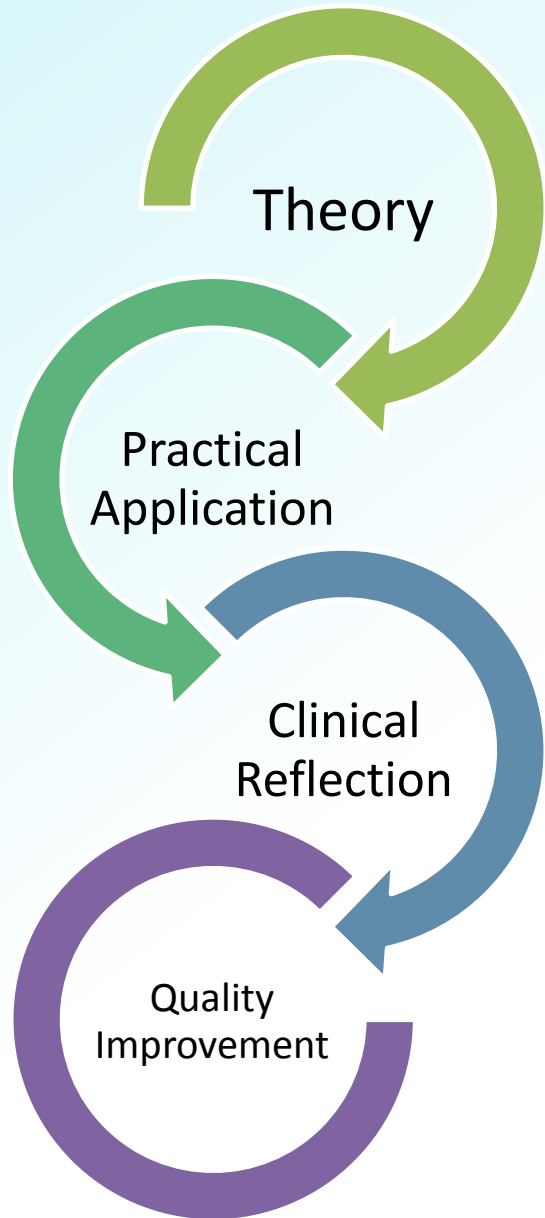 Theory
Practical
Application
Clinical
Reflection
Quality
Improvement